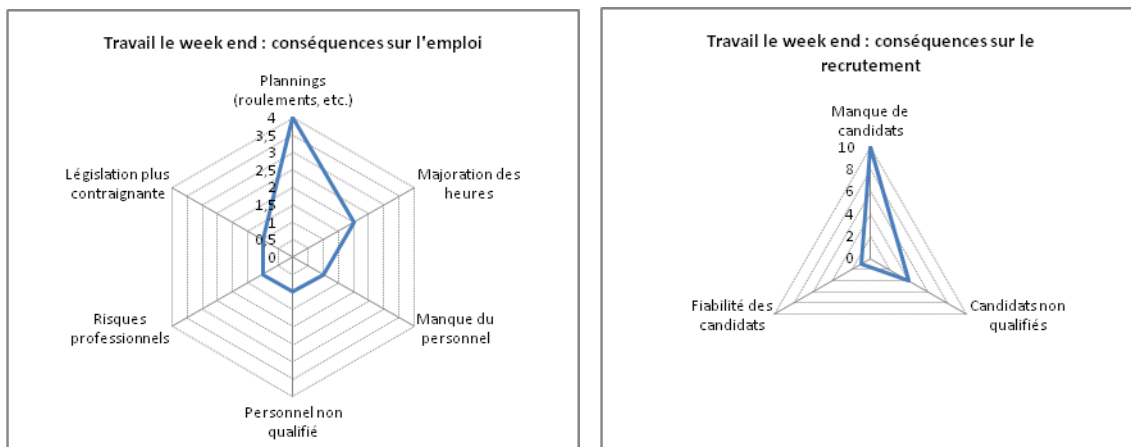 Travail le week end : conséquences sur l'emploi
Plannings
(roulements, etc.)
4
3,5
3
2,5
2
1,5
1
0,5
0
Majoration des
heures
Manque du
personnel
Personnel non
qualifié
Risques
professionnels
Législation plus
contraignante
Travail le week end : conséquences sur le
recrutement
Manque de
candidats
10
8
6
4
2
0
Candidats non
qualifiés
Fiabilité des
candidats